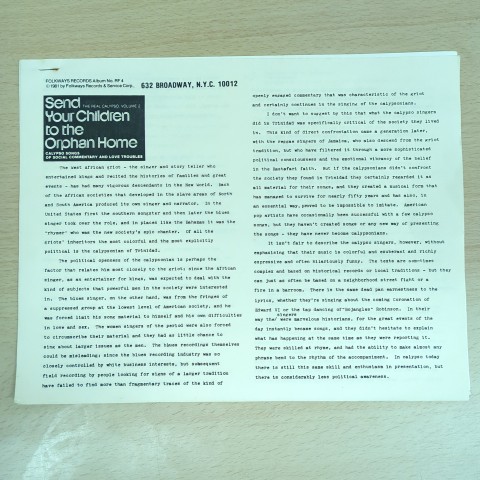 FOLKWAYS RECORDS Album No. RF 4
© 1981 by Folkways Records & Service Corp.,
632 BROADWAY, N.Y.C. 10012
Send
THE REAL CALYPSO, VOLUME 2
Your Children
to the
Orphan Home
CALYPSO SONGS
OF SOCIAL COMMENTARY AND LOVE TROUBLES
The west african griot - the singer and story teller who
entertained kings and recited the histories of families and great
events - has had many vigorous descendants in the New World. Each
of the african societies that developed in the slave areas of North
and South America produced its own singer and narrator. In the
United States first the southern songster and then later the blues
singer took over the role, and in places like the Bahamas it was the
"rhymer" who was the new society's epic chanter. Of all the
griots' inheritors the most colorful and the most explicitly
political is the calypsonian of Trinidad.
The political openness of the calypsonian is perhaps the
factor that relates him most closely to the griot; since the african
singer, as an entertainer for kings, was expected to deal with the
kind of subjects that powerful men in the society were interested
in. The blues singer, on the other hand, was from the fringes of
a suppressed group at the lowest level of American society, and he
was forced to limit his song material to himself and his own difficulties
in love and sex. The women singers of the period were also forced
to circumscribe their material and they had as little chance to
sing about larger issues as the men. The blues recordings themselves
could be misleading; since the blues recording industry was so
closely controlled by white business interests, but subsequent
field recording by people looking for signs of a larger tradition
have failed to find more than fragmentary traces of the kind of
openly engaged commentary that was characteristic of the griot
and certainly continues in the singing of the calypsonians.
I don't want to suggest by this that what the calypso singers
did in Trinidad was specifically critical of the society they lived
in. This kind of direct confrontation came a generation later,
with the reggae singers of Jamaica, who also descend from the griot
tradition, but who have filtered it through a more sophisticated
political consciousness and the emotional vibrancy of the belief
in the Rastafari faith. But if the calypsonians didn't confront
the society they found in Trinidad they certainly regarded it as
all material for their songs, and they created a musical form that
has managed to survive for nearly fifty years and has also, in
an essential way, proved to be impossible to imitate. American
pop artists have occasionally been successful with a few calypso
songs, but they haven't created songs or any new way of presenting
the songs - they have never become calypsonians.
It isn't fair to describe the calypso singers, however, without
emphasizing that their music is colorful and exuberant and richly
expressive and often hilariously funny. The texts are sometimes
complex and based on historical records or local traditions - but they
can just as often be based on a neighborhood street fight or a
fire in a barroom. There is the same dead pan earnestness to the
lyrics, whether they're singing about the coming coronation of
Edward VI or the tap dancing of "Bojangles" Robinson. In their
singers
way they were marvelous historians, for the great events of the
day instantly became songs, and they didn't hesitate to explain
what was happening at the same time as they were reporting it.
They were skilled at rhyme, and had the ability to make almost any
phrase bend to the rhythm of the accompaniment. In calypso today
there is still this same skill and enthusiasm in presentation, but
there is considerably less political awareness.